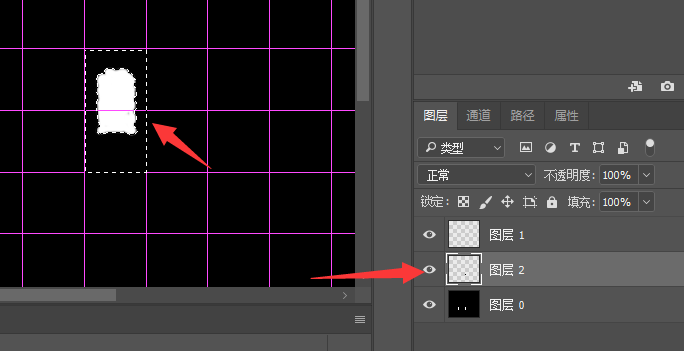 图层 通道 路径 属性
类型 T
正常 不透明度: 100%
锁定: 填充: 100%
图层 1
图层 2
图层 0